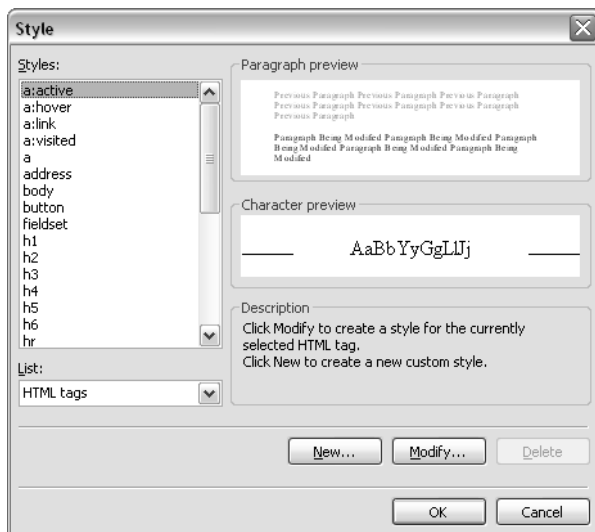 Style
Styles:
a:active
a:hover
a:link
a:visited
a
address
body
button
fieldset
h1
h2
h3
h4
h5
h6
hr
List:
HTML tags
Paragraph preview
Previous Paragraph Previous Paragraph Previous Paragraph
Previous Paragraph Previous Paragraph Previous Paragraph
Previous Paragraph
Paragraph Being Modified Paragraph Being Modified Paragraph
Being Modified Paragraph Being Modified Paragraph Being
Modified
Character preview
AaBbYyGgLlJj
Description
Click Modify to create a style for the currently
selected HTML tag.
Click New to create a new custom style.
New...
Modify...
Delete
OK
Cancel